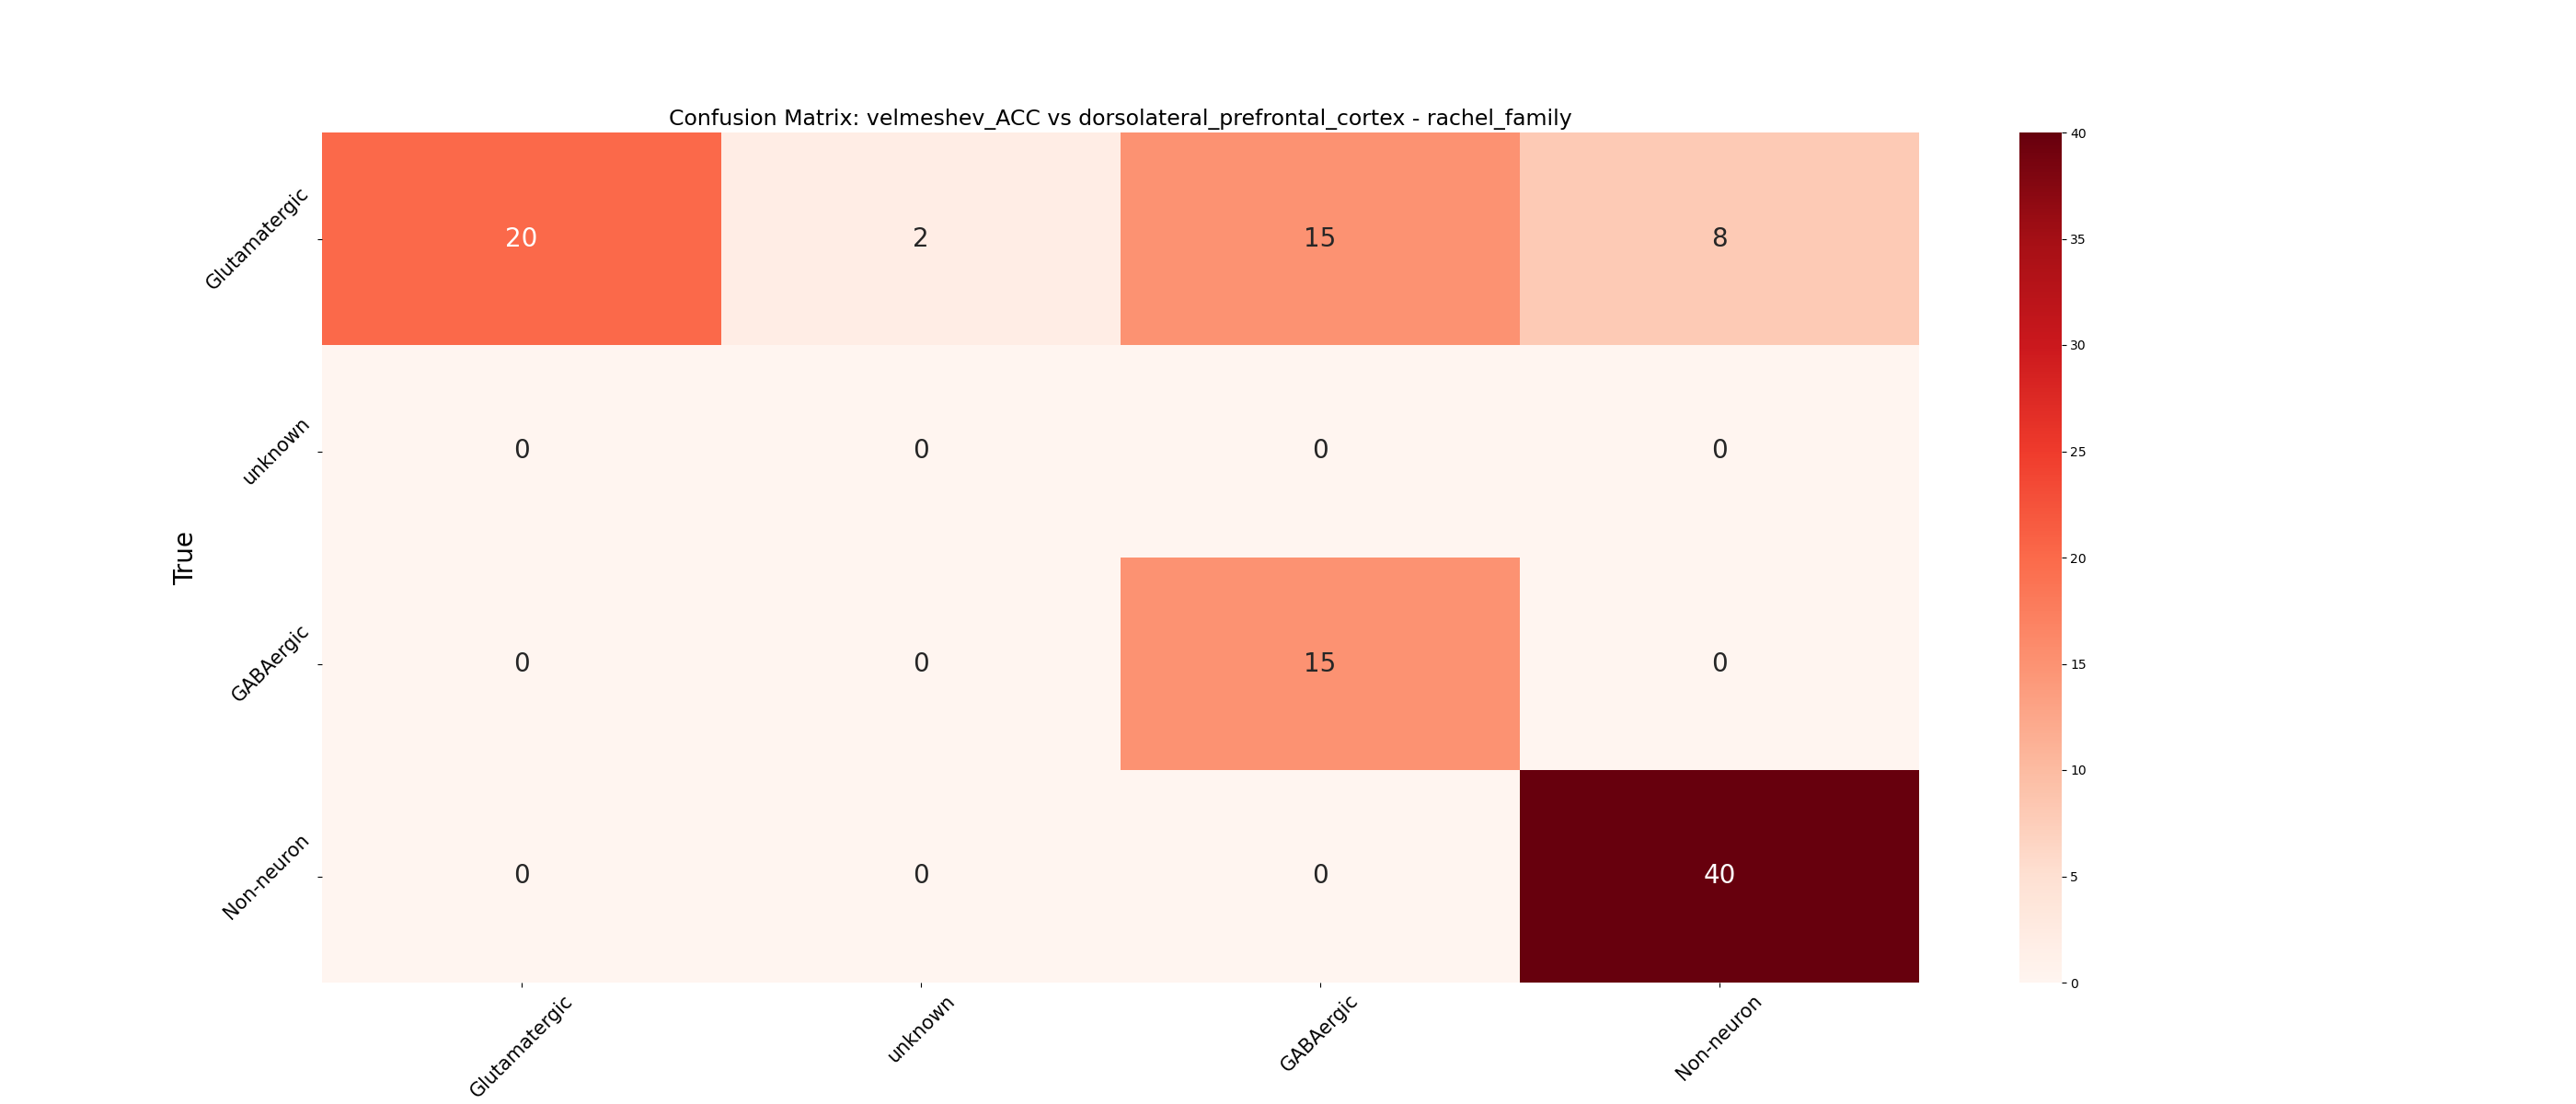 Confusion Matrix: velmeshev_ACC vs dorsolateral_prefrontal_cortex - rachel_family
Glutamatergic 20 2 15 8
unknown 0 0 0 0
GABAergic 0 0 15 0
Non-neuron 0 0 0 40
True
Glutamatergic unknown GABAergic Non-neuron
40
35
30
25
20
15
10
5
0